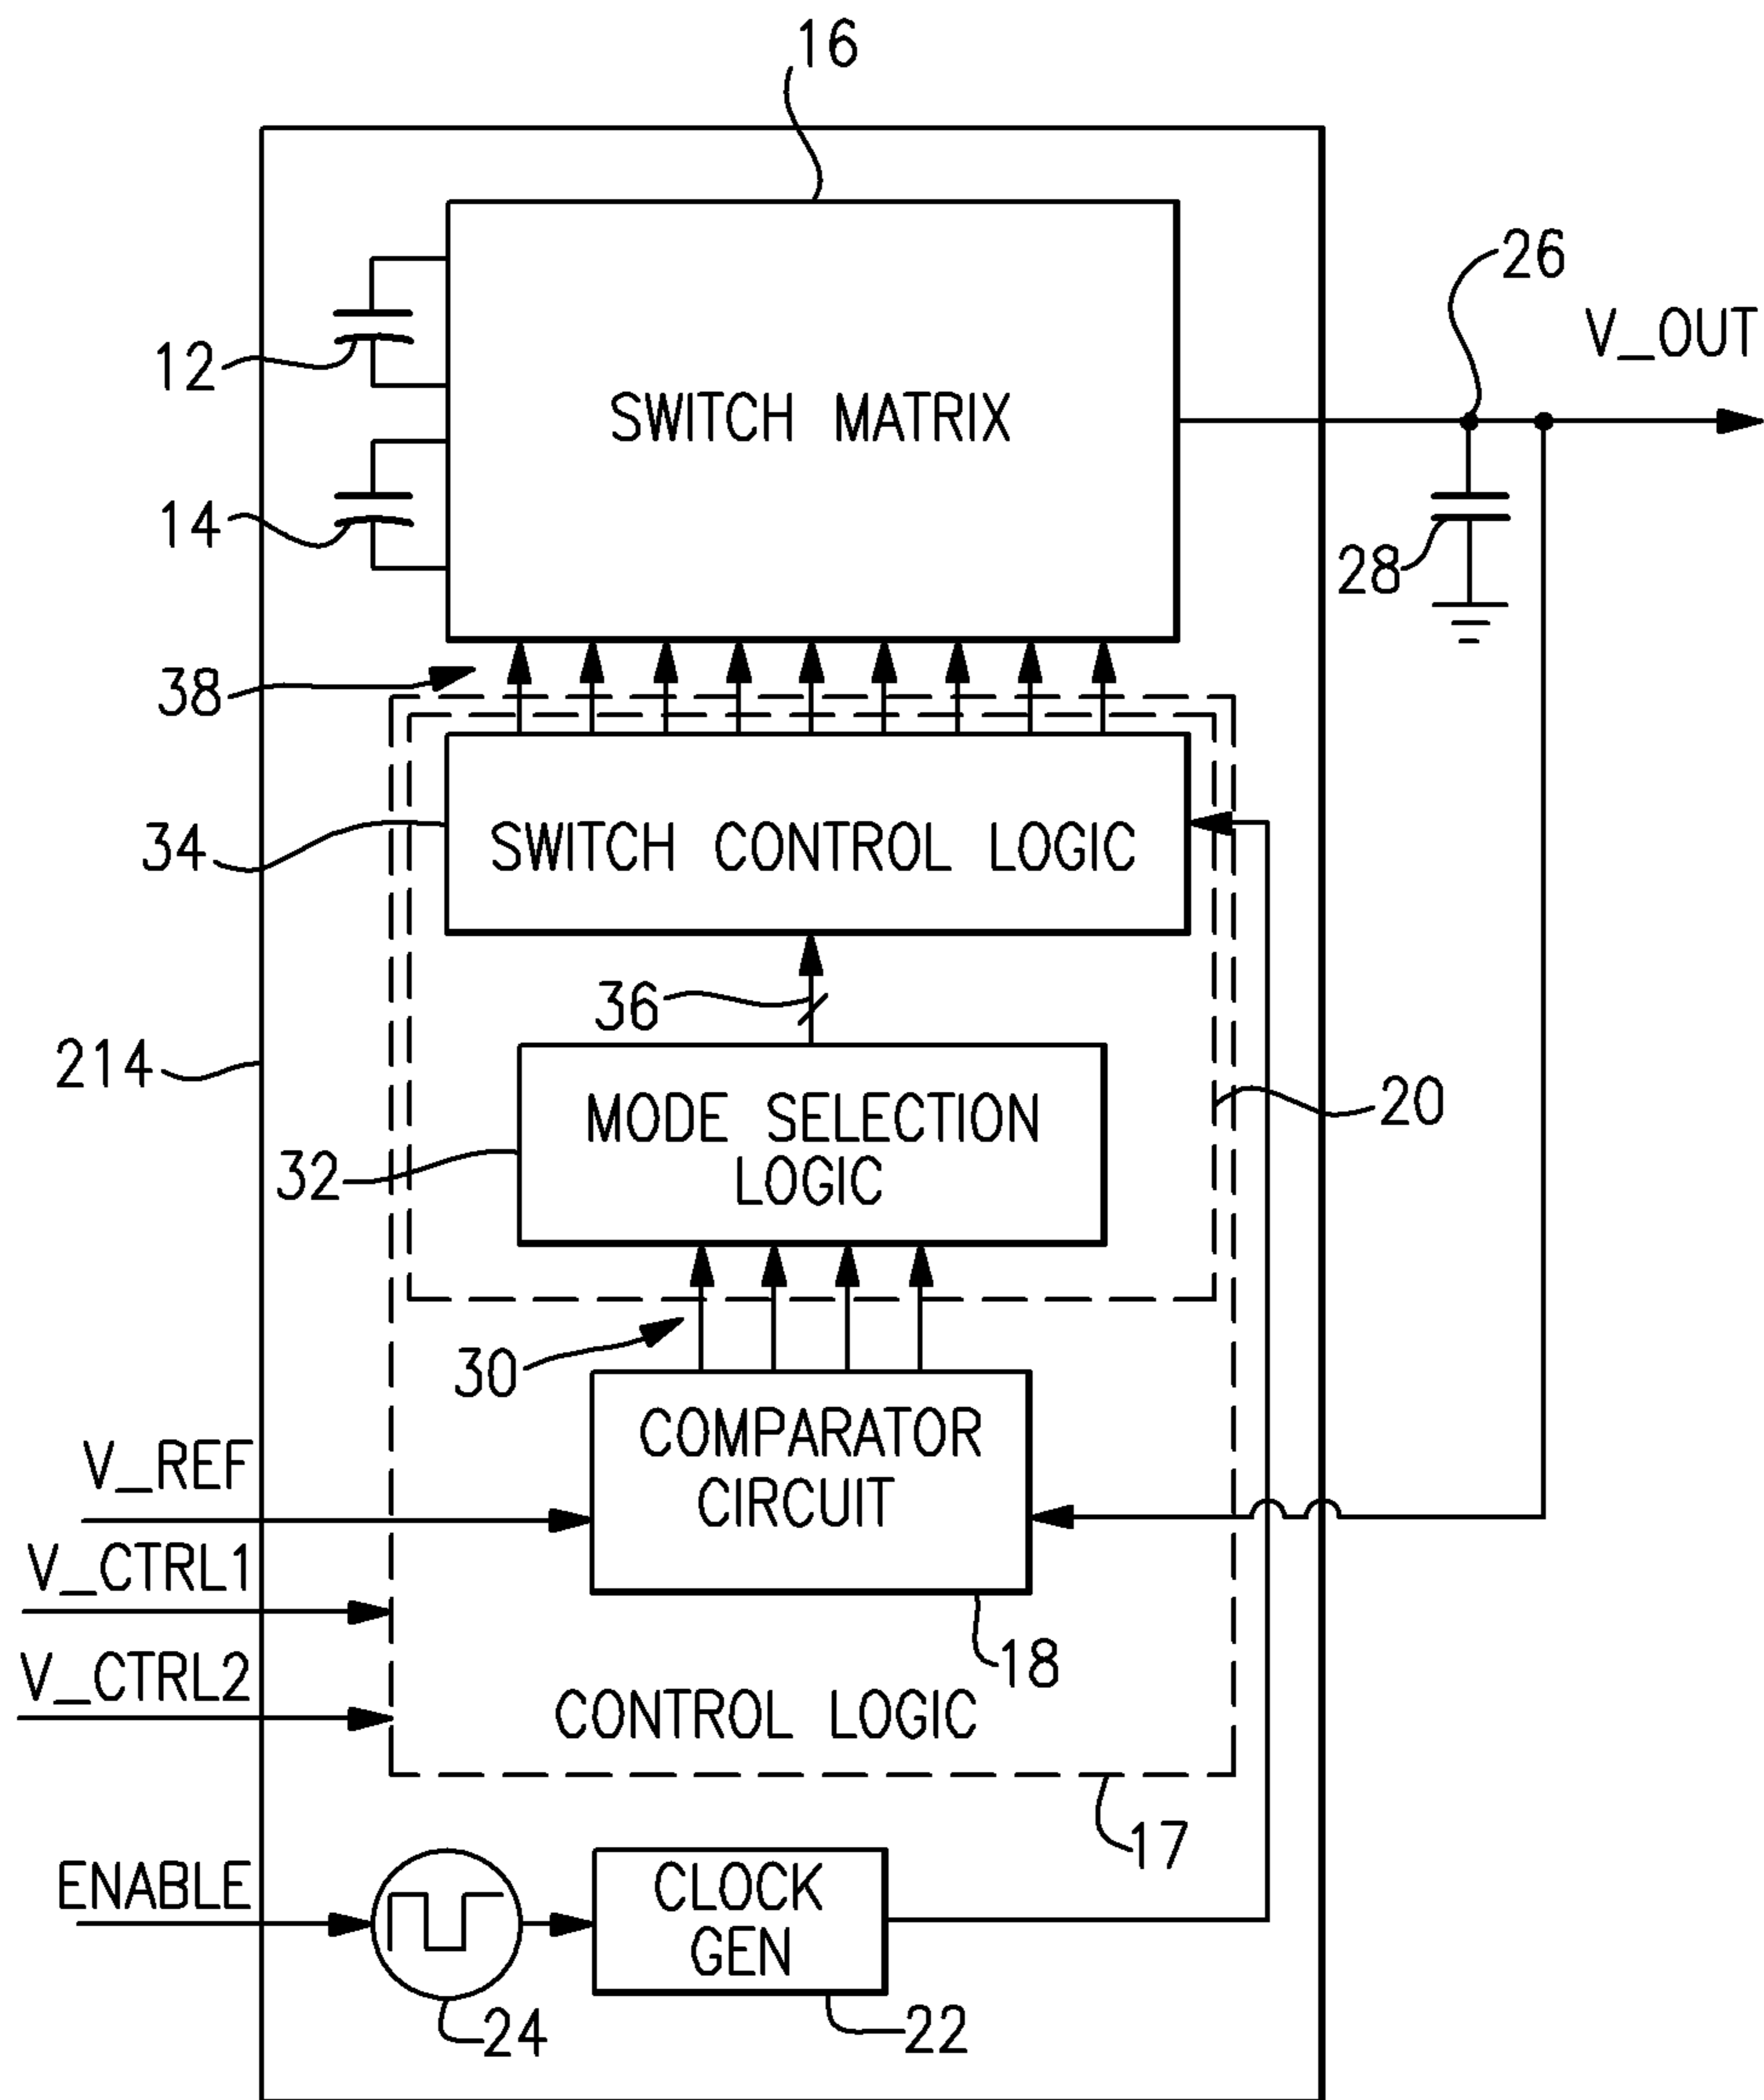 16
26
V_OUT
12
SWITCH MATRIX
14
28
38
34
SWITCH CONTROL LOGIC
36
214
20
MODE SELECTION
LOGIC
32
30
COMPARATOR
CIRCUIT
V_REF
V_CTRL1
18
V_CTRL2
CONTROL LOGIC
17
ENABLE
CLOCK
GEN
24
22